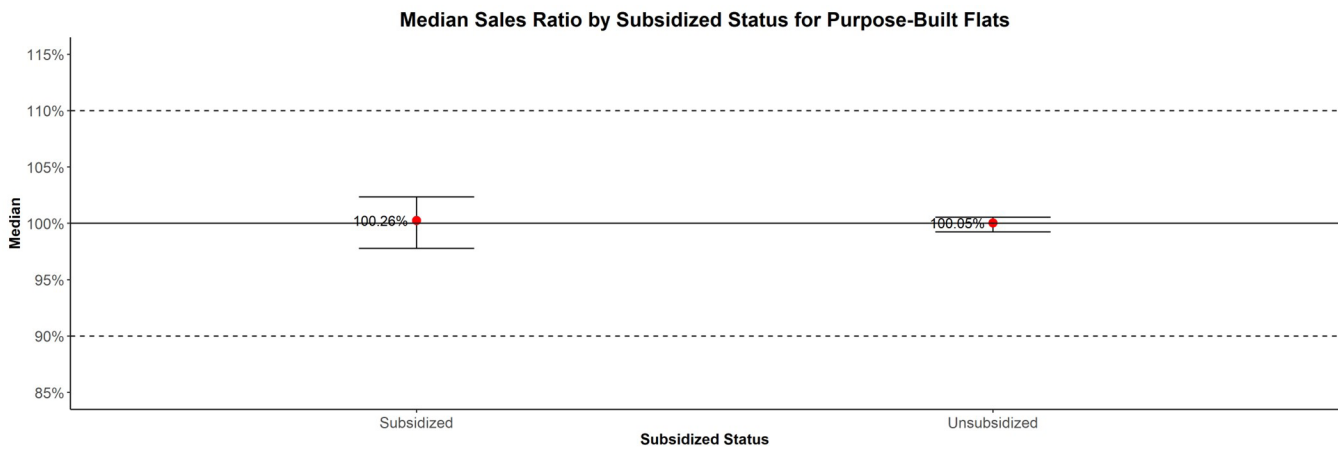 Median Sales Ratio by Subsidized Status for Purpose-Built Flats
115%
110%
105%
100%
95%
90%
85%
Median
100.26%
100.05%
Subsidized
Unsubsidized
Subsidized Status